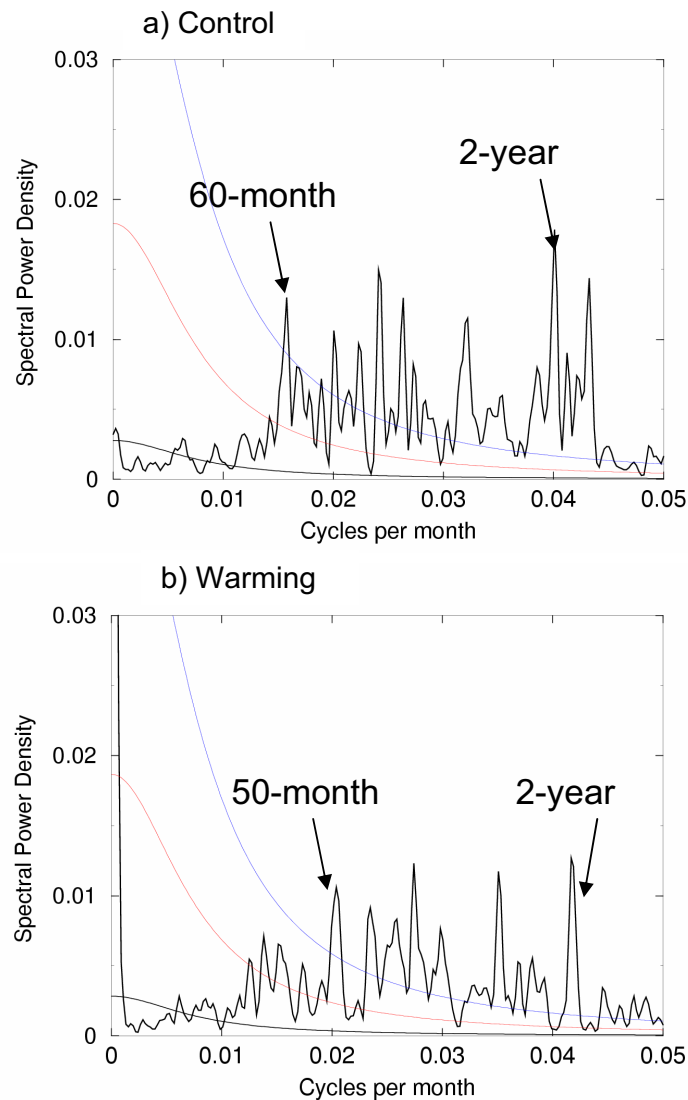 a) Control
0.03
0.02
0.01
0
Spectral Power Density
60-month
2-year
0 0.01 0.02 0.03 0.04 0.05
Cycles per month
b) Warming
0.03
0.02
0.01
0
Spectral Power Density
50-month
2-year
0 0.01 0.02 0.03 0.04 0.05
Cycles per month